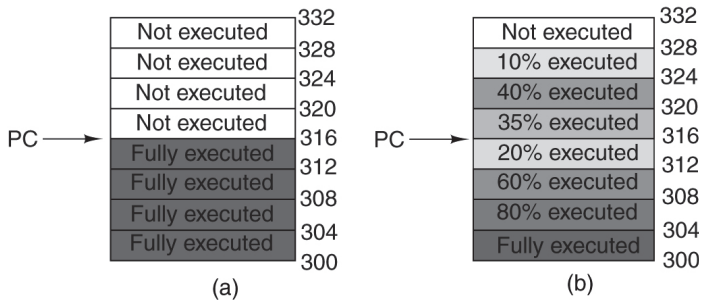 332
Not executed
328
Not executed
324
Not executed
320
Not executed
PC
316
Fully executed
312
Fully executed
308
Fully executed
304
Fully executed
300
(a)
332
Not executed
328
10% executed
324
40% executed
320
35% executed
PC
316
20% executed
312
60% executed
308
80% executed
304
Fully executed
300
(b)